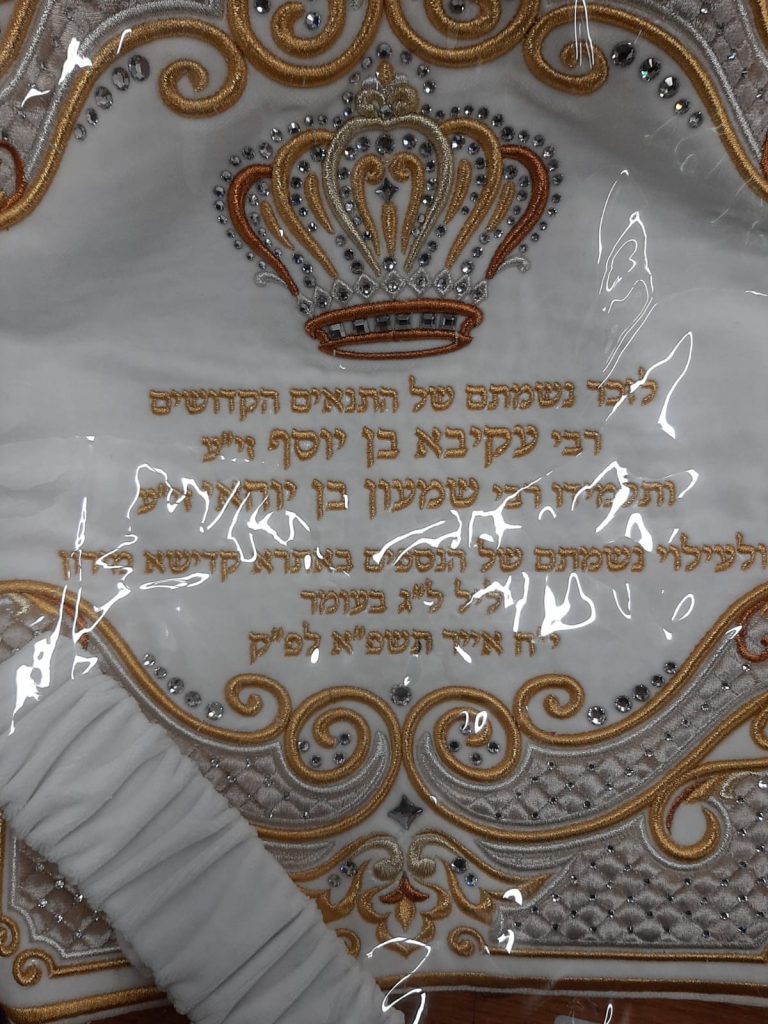 לזכר נשמתם של התנאים הקדושים
רבי עקיבא בן יוסף זי"ע
ותלמידו רבי שמעון בן יוחאי זי"ע
ולעילוי נשמתם של הנספים באתרא קדישא מירון
ליל ל"ג בעומר
י"ח אייר תשפ"א לפ"ק